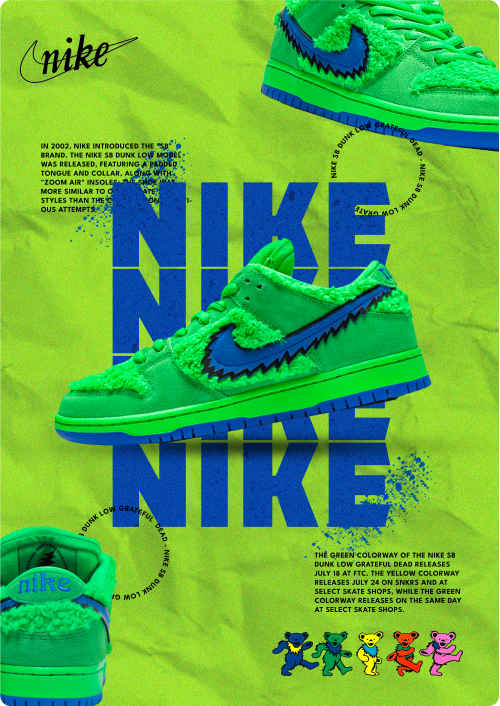 nike
IN 2002, NIKE INTRODUCED THE "SB"
BRAND. THE NIKE SB DUNK LOW MODEL
WAS RELEASED, FEATURING A PADDED
TONGUE AND COLLAR, ALONG WITH
"ZOOM AIR" INSOLES. THE SHOE WAS
MORE SIMILAR TO
STYLES THAN THE
OUS ATTEMPTS.
NIKE SB DUNK LOW GRATEFUL DEAD - NIKE SB DUNK LOW GRATE
NIKE
NIKE
NIKE
NIKE
SB DUNK LOW GRATEFUL DEAD - NIKE SB DUNK LOW
nike
THE GREEN COLORWAY OF THE NIKE SB
DUNK LOW GRATEFUL DEAD RELEASES
JULY 18 AT FTC. THE YELLOW COLORWAY
RELEASES JULY 24 ON SNKRS AND AT
SELECT SKATE SHOPS, WHILE THE GREEN
COLORWAY RELEASES ON THE SAME DAY
AT SELECT SKATE SHOPS.